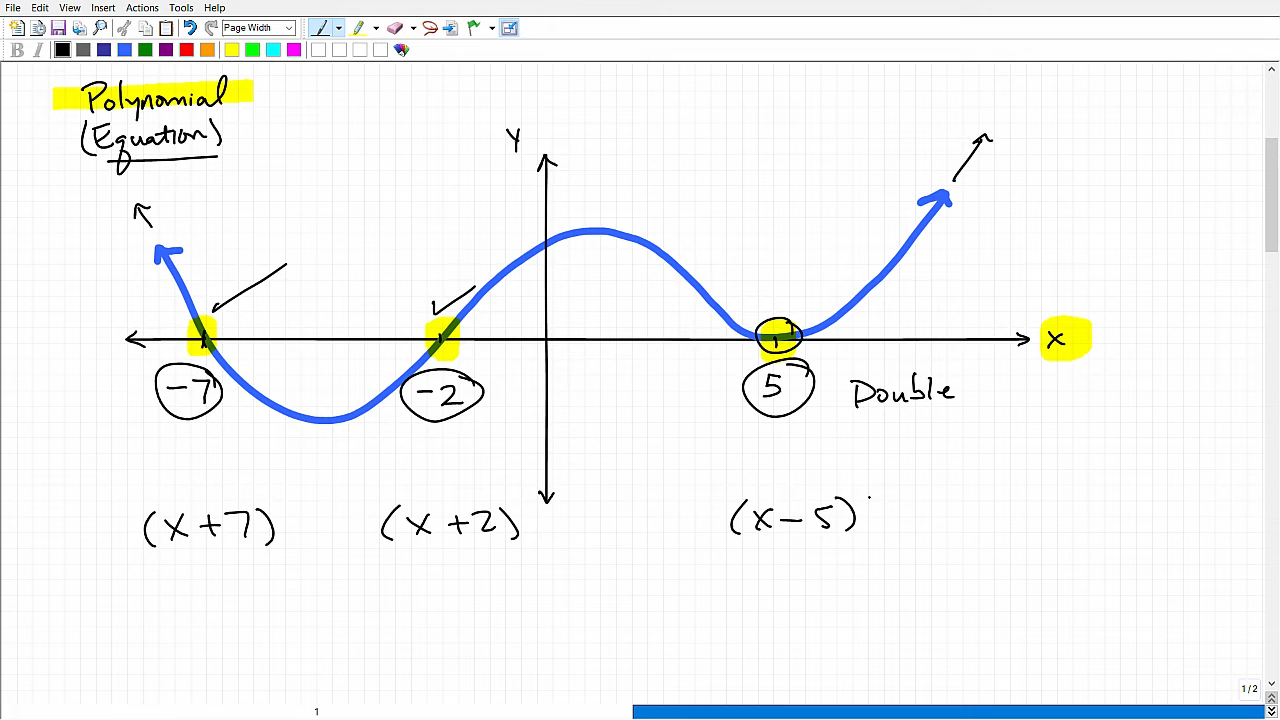 File Edit View Insert Actions Tools Help
Page Width
B I
Polynomial
(Equation)
Y
x
-7 -2 5 Double
(x+7) (x+2) (x-5)
1/2
1